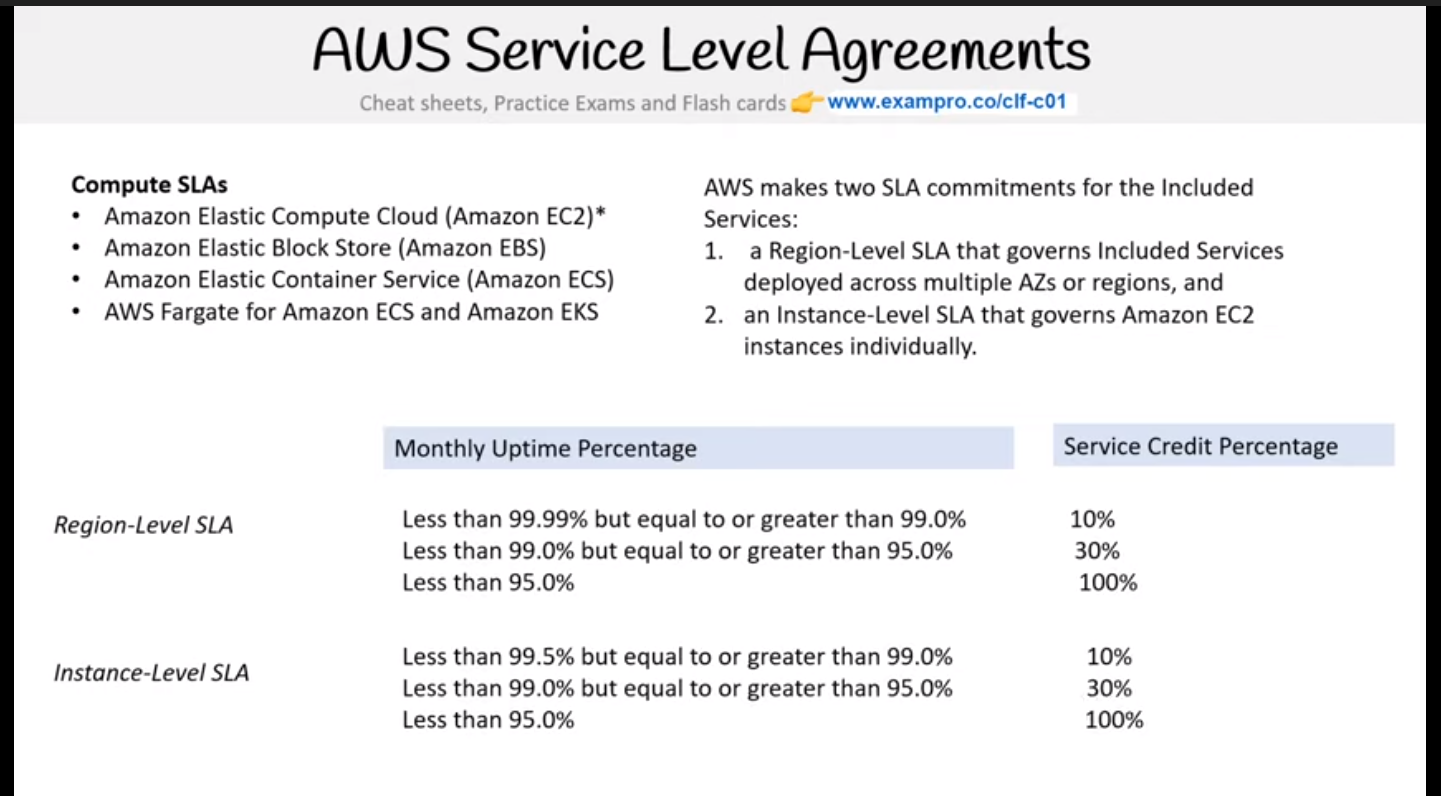 AWS Service Level Agreements
Cheat sheets, Practice Exams and Flash cards 👉 www.exampro.co/clf-c01
Compute SLAs
• Amazon Elastic Compute Cloud (Amazon EC2)*
• Amazon Elastic Block Store (Amazon EBS)
• Amazon Elastic Container Service (Amazon ECS)
• AWS Fargate for Amazon ECS and Amazon EKS
AWS makes two SLA commitments for the Included
Services:
1. a Region-Level SLA that governs Included Services
deployed across multiple AZs or regions, and
2. an Instance-Level SLA that governs Amazon EC2
instances individually.
Monthly Uptime Percentage Service Credit Percentage
Region-Level SLA
Less than 99.99% but equal to or greater than 99.0% 10%
Less than 99.0% but equal to or greater than 95.0% 30%
Less than 95.0% 100%
Instance-Level SLA
Less than 99.5% but equal to or greater than 99.0% 10%
Less than 99.0% but equal to or greater than 95.0% 30%
Less than 95.0% 100%